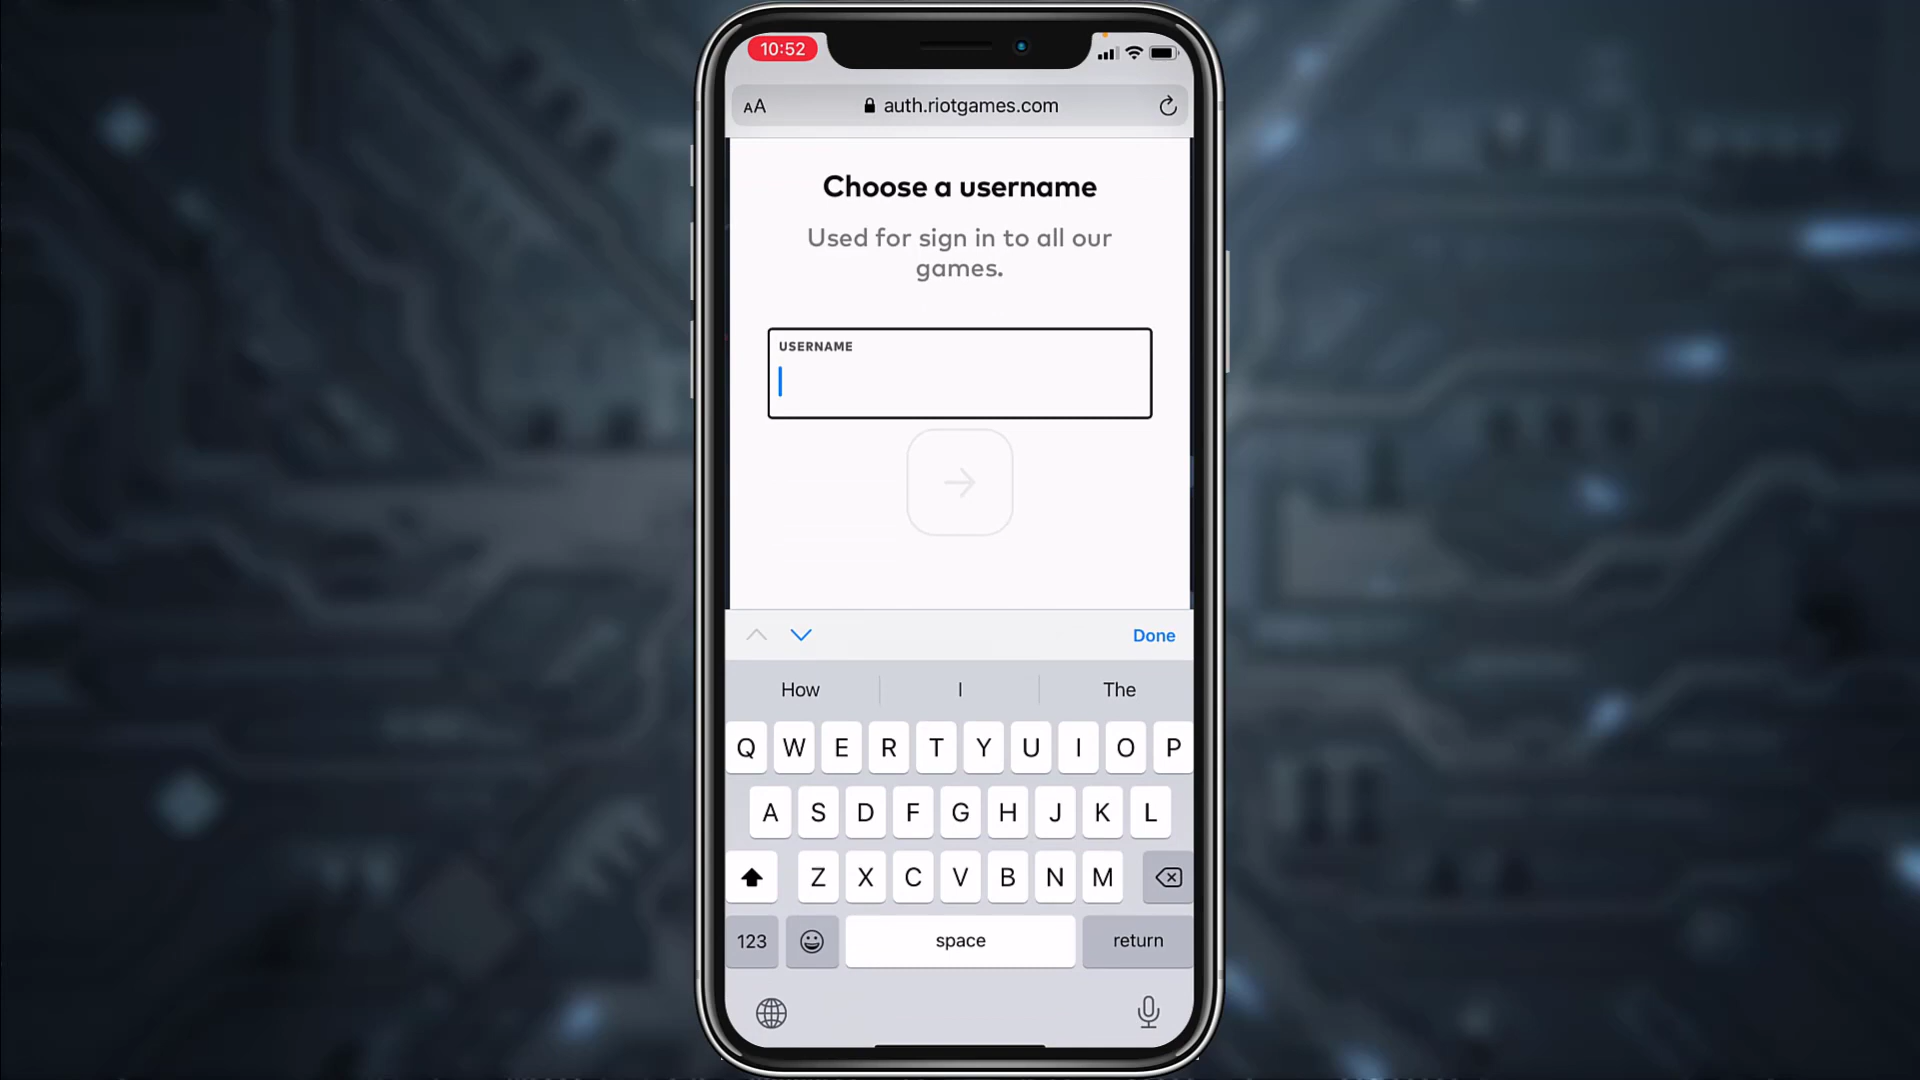 10:52
AA auth.riotgames.com
Choose a username
Used for sign in to all our
games.
USERNAME
Done
How I The
Q W E R T Y U I O P
A S D F G H J K L
Z X C V B N M
123 space return